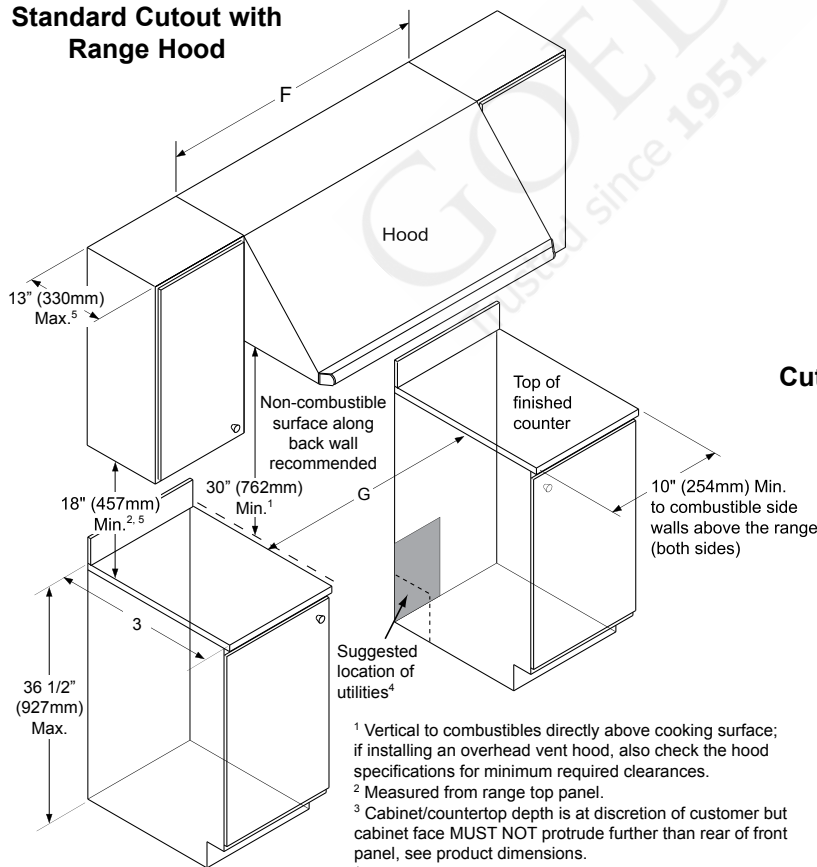 Standard Cutout with
Range Hood
GOED
Trusted since 1951
F
Hood
13” (330mm)
Max.5
Non-combustible
surface along
back wall
recommended
Top of
finished
counter
Cut
18" (457mm)
Min.2, 5
30” (762mm)
Min.1
G
10" (254mm) Min.
to combustible side
walls above the range
(both sides)
3
36 1/2”
(927mm)
Max.
Suggested
location of
utilities4
1 Vertical to combustibles directly above cooking surface;
if installing an overhead vent hood, also check the hood
specifications for minimum required clearances.
2 Measured from range top panel.
3 Cabinet/countertop depth is at discretion of customer but
cabinet face MUST NOT protrude further than rear of front
panel, see product dimensions.